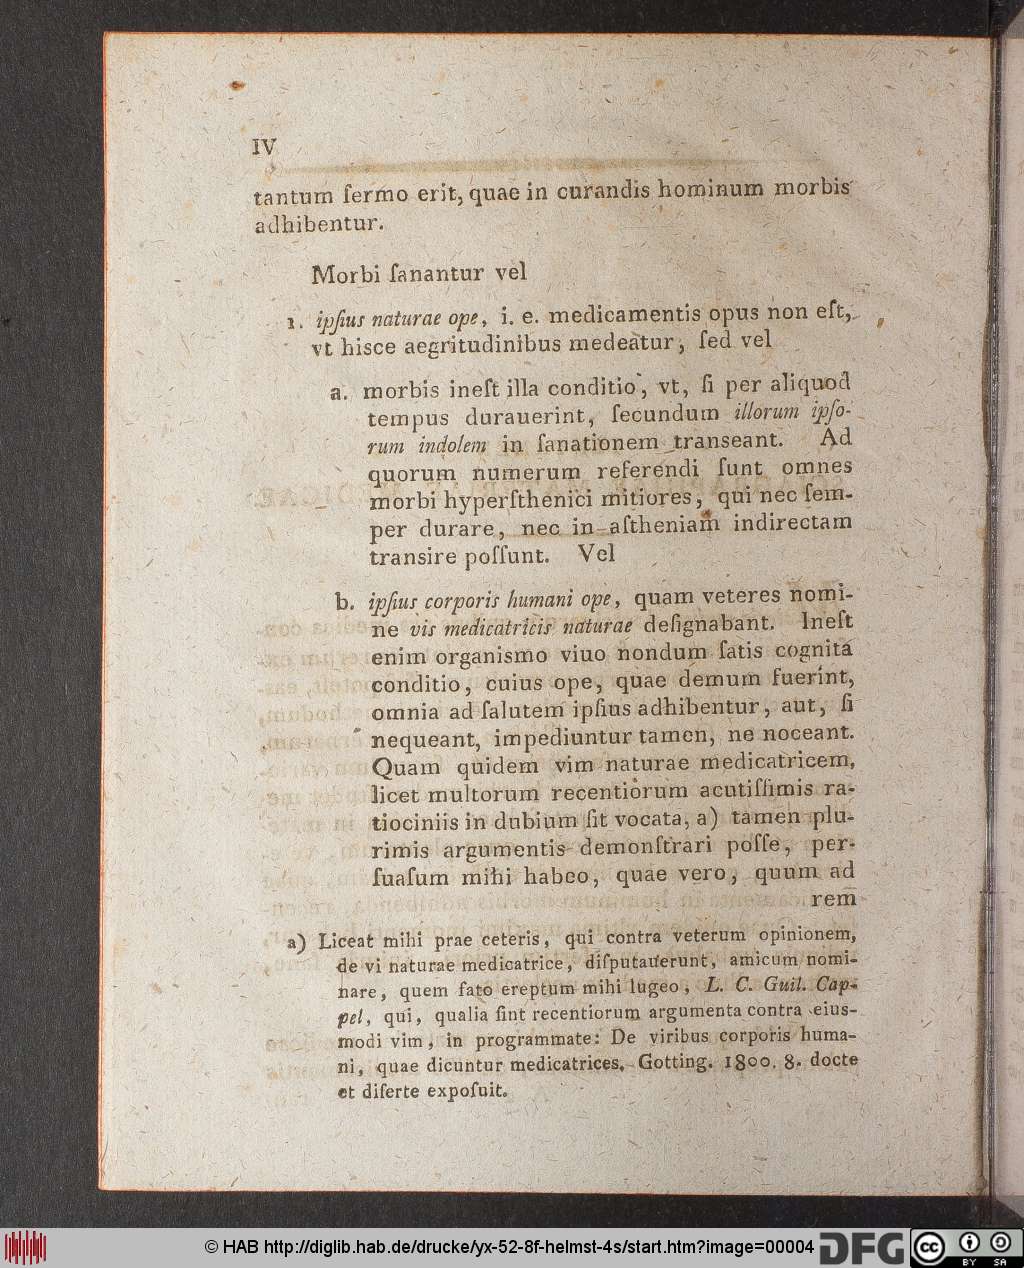 IV
tantum ſermo erit, quae in curandis hominum morbis
adhibentur.
Morbi ſanantur vel
1. ipſius naturae ope, i. e. medicamentis opus non eſt,
vt hisce aegritudinibus medeatur, ſed vel
a. morbis ineſt illa conditio, vt, ſi per aliquod
tempus durauerint, ſecundum illorum ipſo-
rum indolem in ſanationem transeant. Ad
quorum numerum referendi ſunt omnes
morbi hyperſthenici mitiores, qui nec ſem-
per durare, nec in aſtheniam indirectam
transire poſſunt. Vel
b. ipſius corporis humani ope, quam veteres nomi-
ne vis medicatricis naturae deſignabant. Ineſt
enim organismo viuo nondum ſatis cognita
conditio, cuius ope, quae demum fuerint,
omnia ad ſalutem ipſius adhibentur, aut, ſi
nequeant, impediuntur tamen, ne noceant.
Quam quidem vim naturae medicatricem,
licet multorum recentiorum acutiſſimis ra-
tiociniis in dubium ſit vocata, a) tamen plu-
rimis argumentis demonſtrari poſſe, per-
ſuaſum mihi habeo, quae vero, quum ad
rem
a) Liceat mihi prae ceteris, qui contra veterum opinionem,
de vi naturae medicatrice, diſputauerunt, amicum nomi-
nare, quem fato ereptum mihi lugeo, L. C. Guil. Cap-
pel, qui, qualia ſint recentiorum argumenta contra eius-
modi vim, in programmate: De viribus corporis huma-
ni, quae dicuntur medicatrices. Gotting. 1800. 8. docte
et diſerte expoſuit.
© HAB http://diglib.hab.de/drucke/yx-52-8f-helmst-4s/start.htm?image=00004
DFG
cc
BY SA